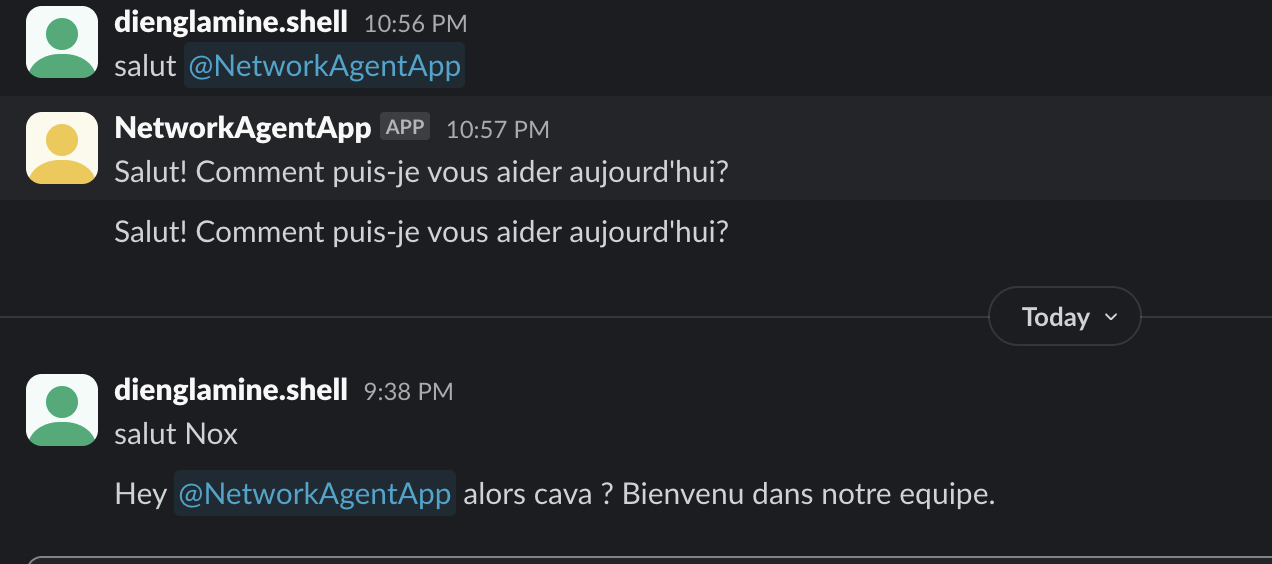 dienglamine.shell 10:56 PM
salut @NetworkAgentApp
NetworkAgentApp APP 10:57 PM
Salut! Comment puis-je vous aider aujourd'hui?
Salut! Comment puis-je vous aider aujourd'hui?
Today
dienglamine.shell 9:38 PM
salut Nox
Hey @NetworkAgentApp alors cava ? Bienvenu dans notre equipe.